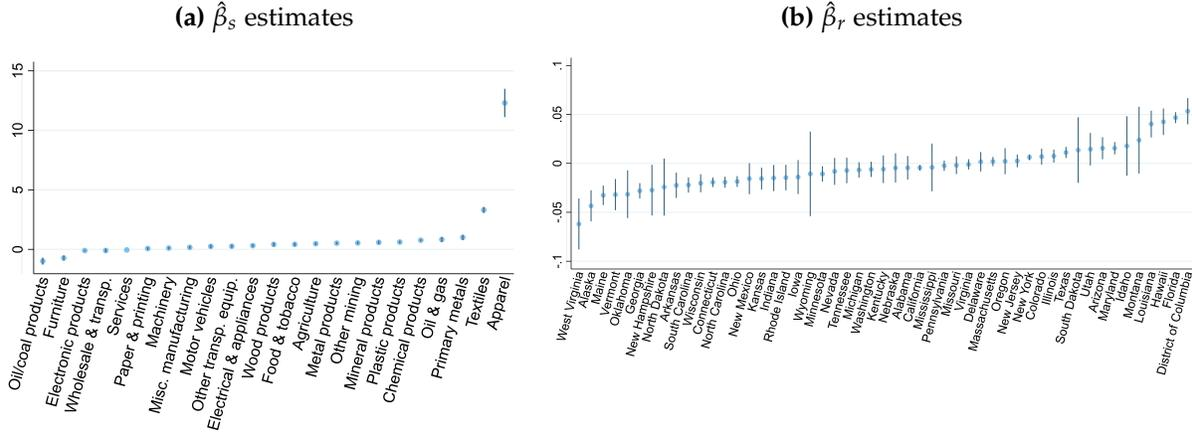 (a) β̂s estimates
15
10
5
0
Oil/coal products
Furniture
Electronic products
Wholesale & transp.
Services
Paper & printing
Machinery
Misc. manufacturing
Motor vehicles
Other transp. equip.
Electrical & appliances
Wood products
Food & tobacco
Agriculture
Metal products
Other mining
Mineral products
Plastic products
Chemical products
Oil & gas
Primary metals
Textiles
Apparel
(b) β̂r estimates
.1
.05
0
-.05
-.1
West Virginia
Alaska
Maine
Vermont
Oklahoma
Georgia
New Hampshire
North Dakota
Arkansas
South Carolina
Wisconsin
Connecticut
North Carolina
Ohio
New Mexico
Kansas
Indiana
Rhode Island
Iowa
Wyoming
Minnesota
Nevada
Tennessee
Michigan
Washington
Kentucky
Nebraska
Alabama
California
Mississippi
Pennsylvania
Missouri
Virginia
Delaware
Massachusetts
Oregon
New Jersey
New York
Colorado
Illinois
Texas
South Dakota
Utah
Arizona
Maryland
Idaho
Montana
Louisiana
Hawaii
Florida
District of Columbia